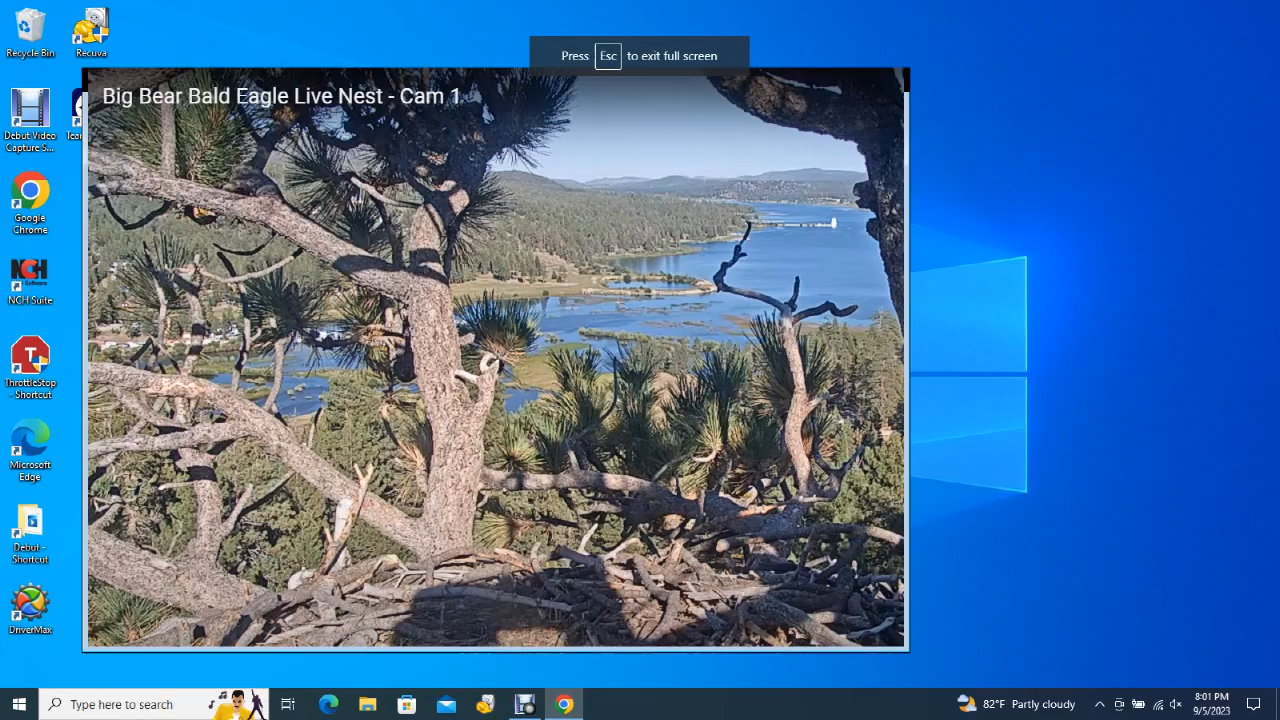 Recycle Bin
Recuva
Press Esc to exit full screen
Big Bear Bald Eagle Live Nest - Cam 1
Debut Video
Capture S...
Google
Chrome
NCH
Software
NCH Suite
T
ThrottleStop
- Shortcut
Microsoft
Edge
Debut -
Shortcut
DriverMax
Type here to search
82°F Partly cloudy
8:01 PM
9/5/2023